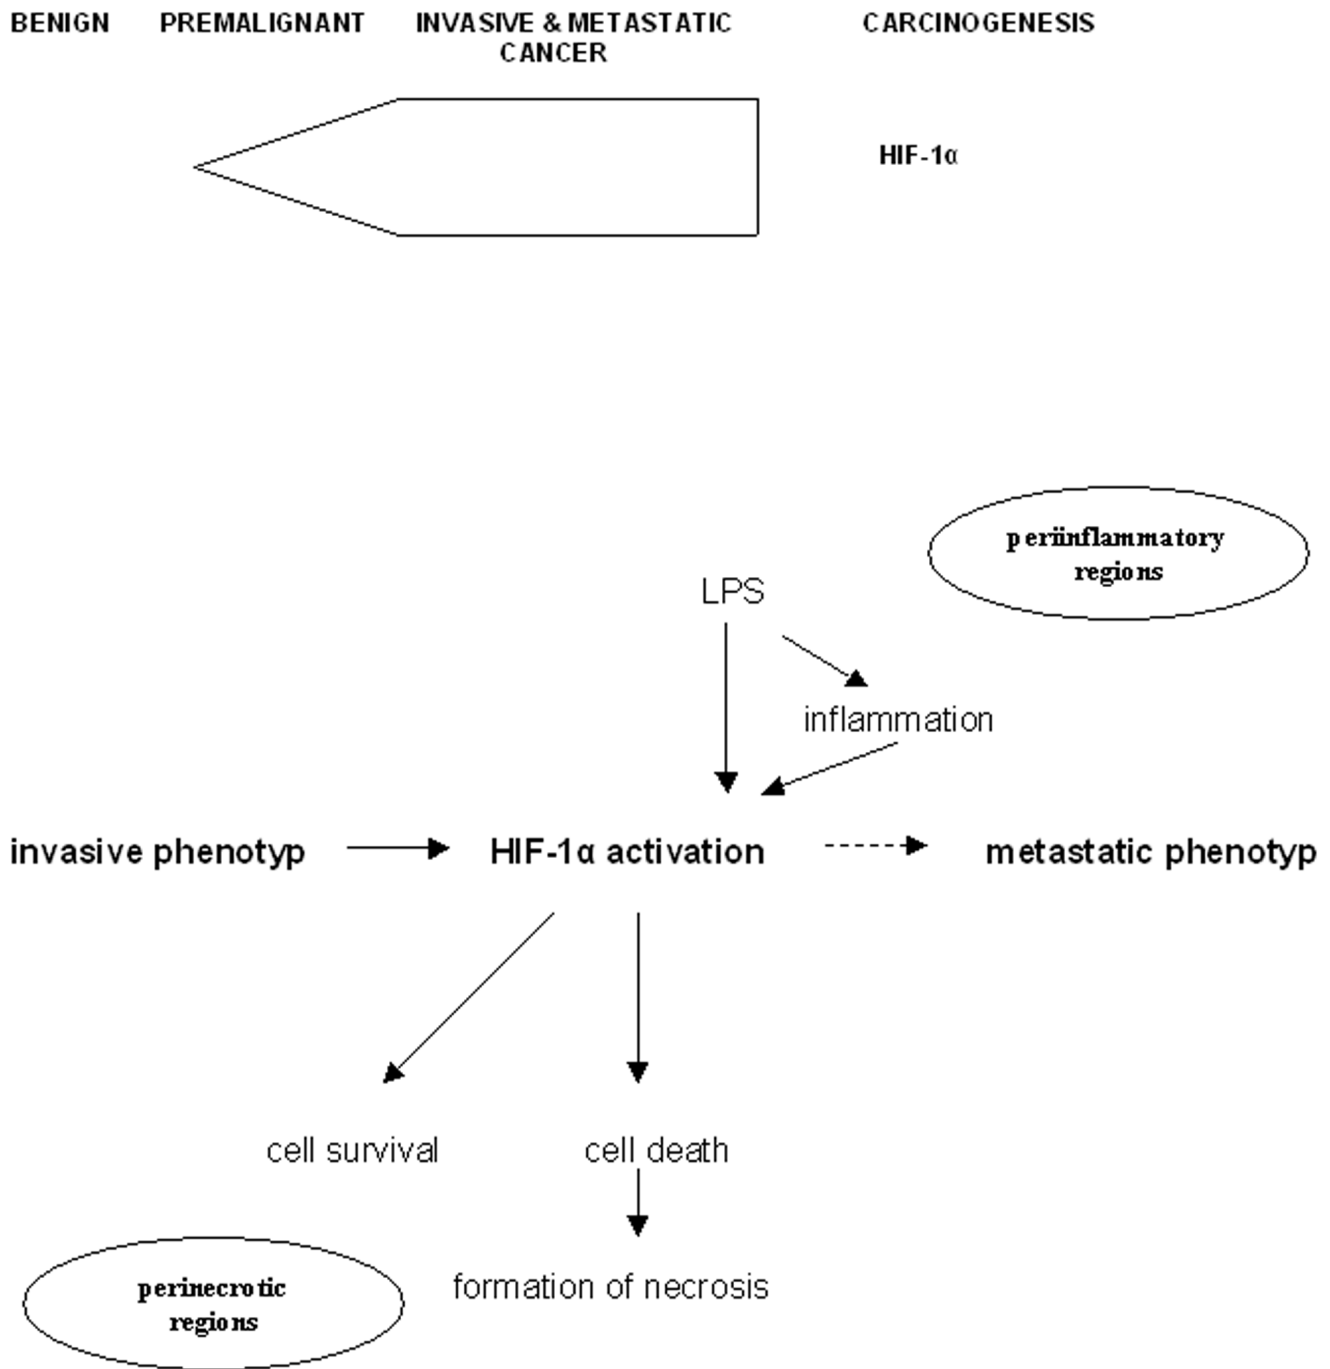 BENIGN PREMALIGNANT INVASIVE & METASTATIC CARCINOGENESIS
CANCER
HIF-1α
periinflammatory
regions
LPS
inflammation
invasive phenotyp HIF-1α activation metastatic phenotyp
cell survival cell death
formation of necrosis
perinecrotic
regions